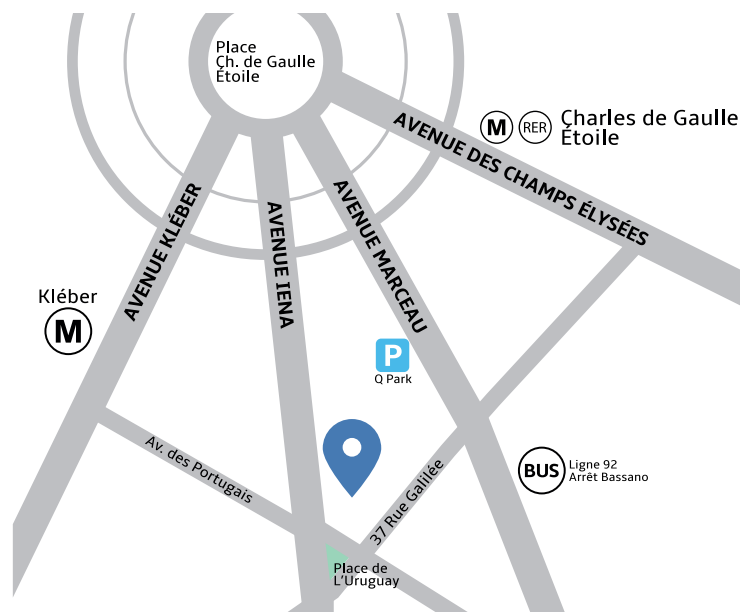 Place
Ch. de Gaulle
Étoile
M
RER
Charles de Gaulle
Étoile
AVENUE DES CHAMPS ÉLYSÉES
AVENUE KLÉBER
AVENUE IENA
AVENUE MARCEAU
Kléber
M
P
Q Park
Av. des Portugais
37 Rue Galilée
BUS
Ligne 92
Arrêt Bassano
Place de
L'Uruguay